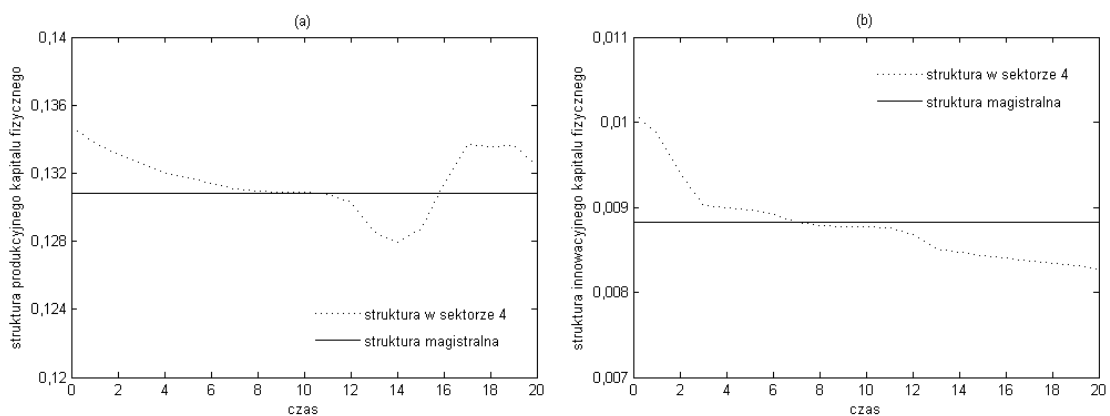 (a)
0,14
0,136
0,132
0,128
0,124
0,12
struktura produkcyjnego kapitału fizycznego
struktura w sektorze 4
struktura magistralna
0 2 4 6 8 10 12 14 16 18 20
czas
(b)
0,011
0,01
0,009
0,008
0,007
struktura innowacyjnego kapitału fizycznego
struktura w sektorze 4
struktura magistralna
0 2 4 6 8 10 12 14 16 18 20
czas